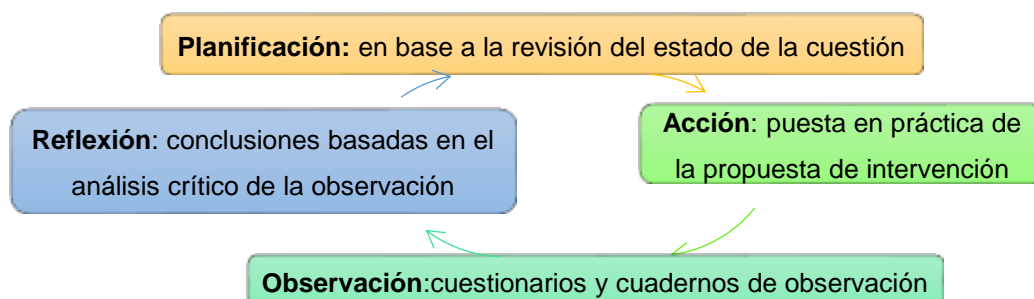 Planificación: en base a la revisión del estado de la cuestión
Reflexión: conclusiones basadas en el
análisis crítico de la observación
Acción: puesta en práctica de
la propuesta de intervención
Observación:cuestionarios y cuadernos de observación